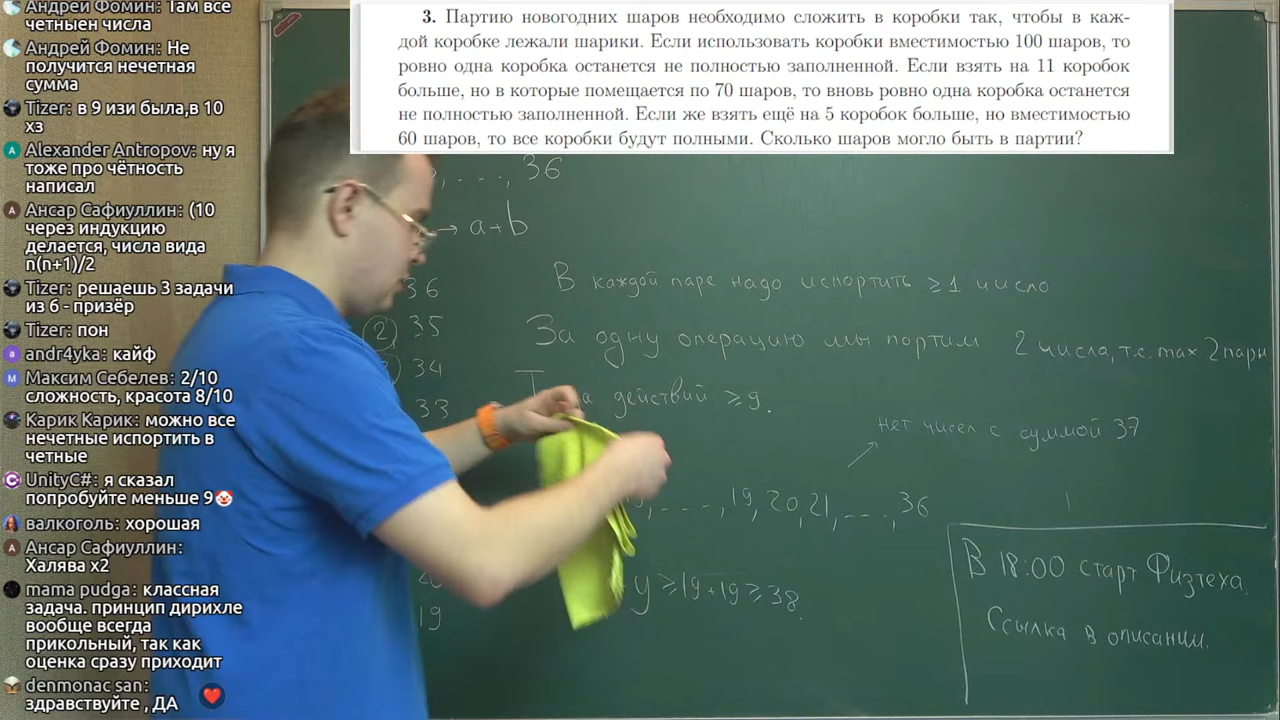 Андрей Фомин: Там все
четныен числа
Андрей Фомин: Не
получится нечетная
сумма
Tizer: в 9 изи была,в 10
хз
Alexander Antropov: ну я
тоже про чётность
написал
Ансар Сафиуллин: (10
через индукцию
делается, числа вида
n(n+1)/2
Tizer: решаешь 3 задачи
из 6 - призёр
Tizer: пон
andr4yka: кайф
Максим Себелев: 2/10
сложность, красота 8/10
Карик Карик: можно все
нечетные испортить в
четные
UnityC#: я сказал
попробуйте меньше 9🤡
валкоголь: хорошая
Ансар Сафиуллин:
Халява x2
mama pudga: классная
задача. принцип дирихле
вообще всегда
прикольный, так как
оценка сразу приходит
denmonac san:
здравствуйте , ДА
3. Партию новогодних шаров необходимо сложить в коробки так, чтобы в каж-
дой коробке лежали шарики. Если использовать коробки вместимостью 100 шаров, то
ровно одна коробка останется не полностью заполненной. Если взять на 11 коробок
больше, но в которые помещается по 70 шаров, то вновь ровно одна коробка останется
не полностью заполненной. Если же взять ещё на 5 коробок больше, но вместимостью
60 шаров, то все коробки будут полными. Сколько шаров могло быть в партии?
, . . ., 36
→ a+b
36
2 35
34
33
19
В каждой паре надо испортить ≥1 число
За одну операцию мы портим 2 числа, т.е. max 2 пары
действий ≥9.
нет чисел с суммой 37
, - - - , 19, 20, 21, - - -, 36
y ≥ 19+19 ≥ 38.
В 18:00 старт Физтеха.
Ссылка в описании.